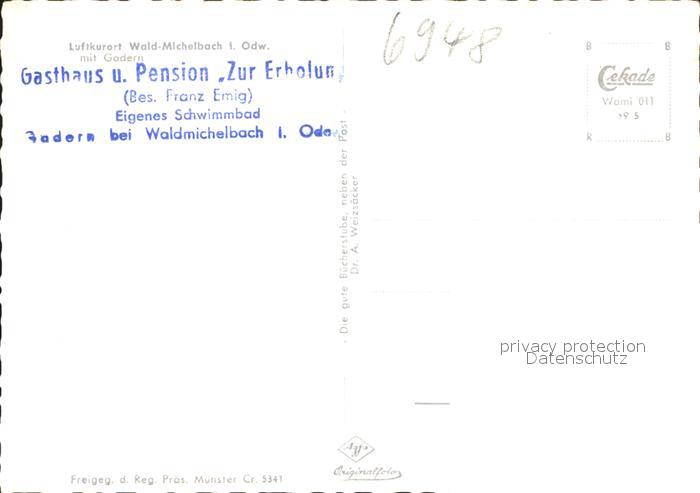 Luftkurort Wald-Michelbach i. Odw.
mit Gadern
Gasthaus u. Pension „Zur Erholun
(Bes. Franz Emig)
Eigenes Schwimmbad
Gadern bei Waldmichelbach i. Odw.
6948
B B
Cekade
Wami 011
K B
· Die gute Bücherstube, neben der Post ·
Dr. A. Weizsäcker
privacy protection
Datenschutz
Agfa
Originalfoto
Freigeg. d. Reg. Präs. Münster Cr. 5341